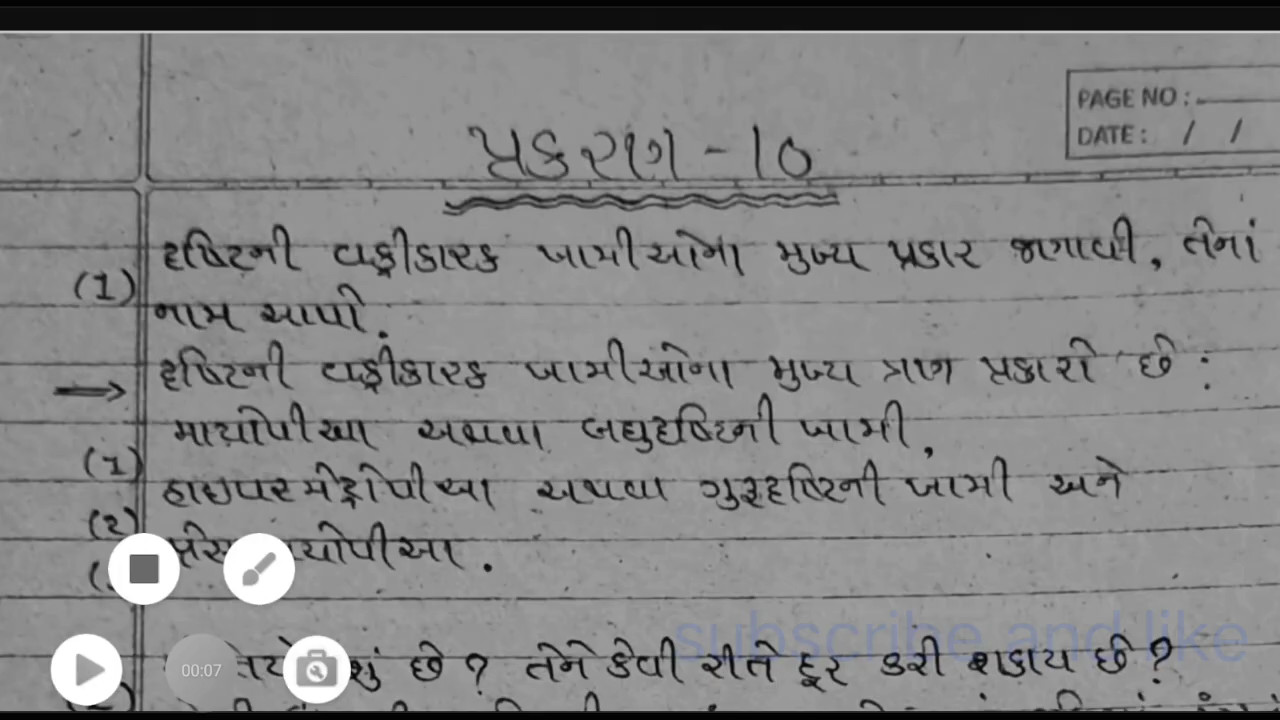 PAGE NO :
DATE : / /
પ્રકરણ - 10
(1) દૃષ્ટિની વક્રીકારક ખામીઓના મુખ્ય પ્રકાર જણાવી, તેનાં
નામ આપો.
→ દૃષ્ટિની વક્રીકારક ખામીઓના મુખ્ય ત્રણ પ્રકારો છે :
(1) માયોપીઆ અથવા લઘુદૃષ્ટિની ખામી,
(2) હાઇપરમેટ્રોપીઆ અથવા ગુરુદૃષ્ટિની ખામી અને
યોપીઆ.
subscribe and like
શું છે ? તેને કેવી રીતે દૂર કરી શકાય છે ?
00:07